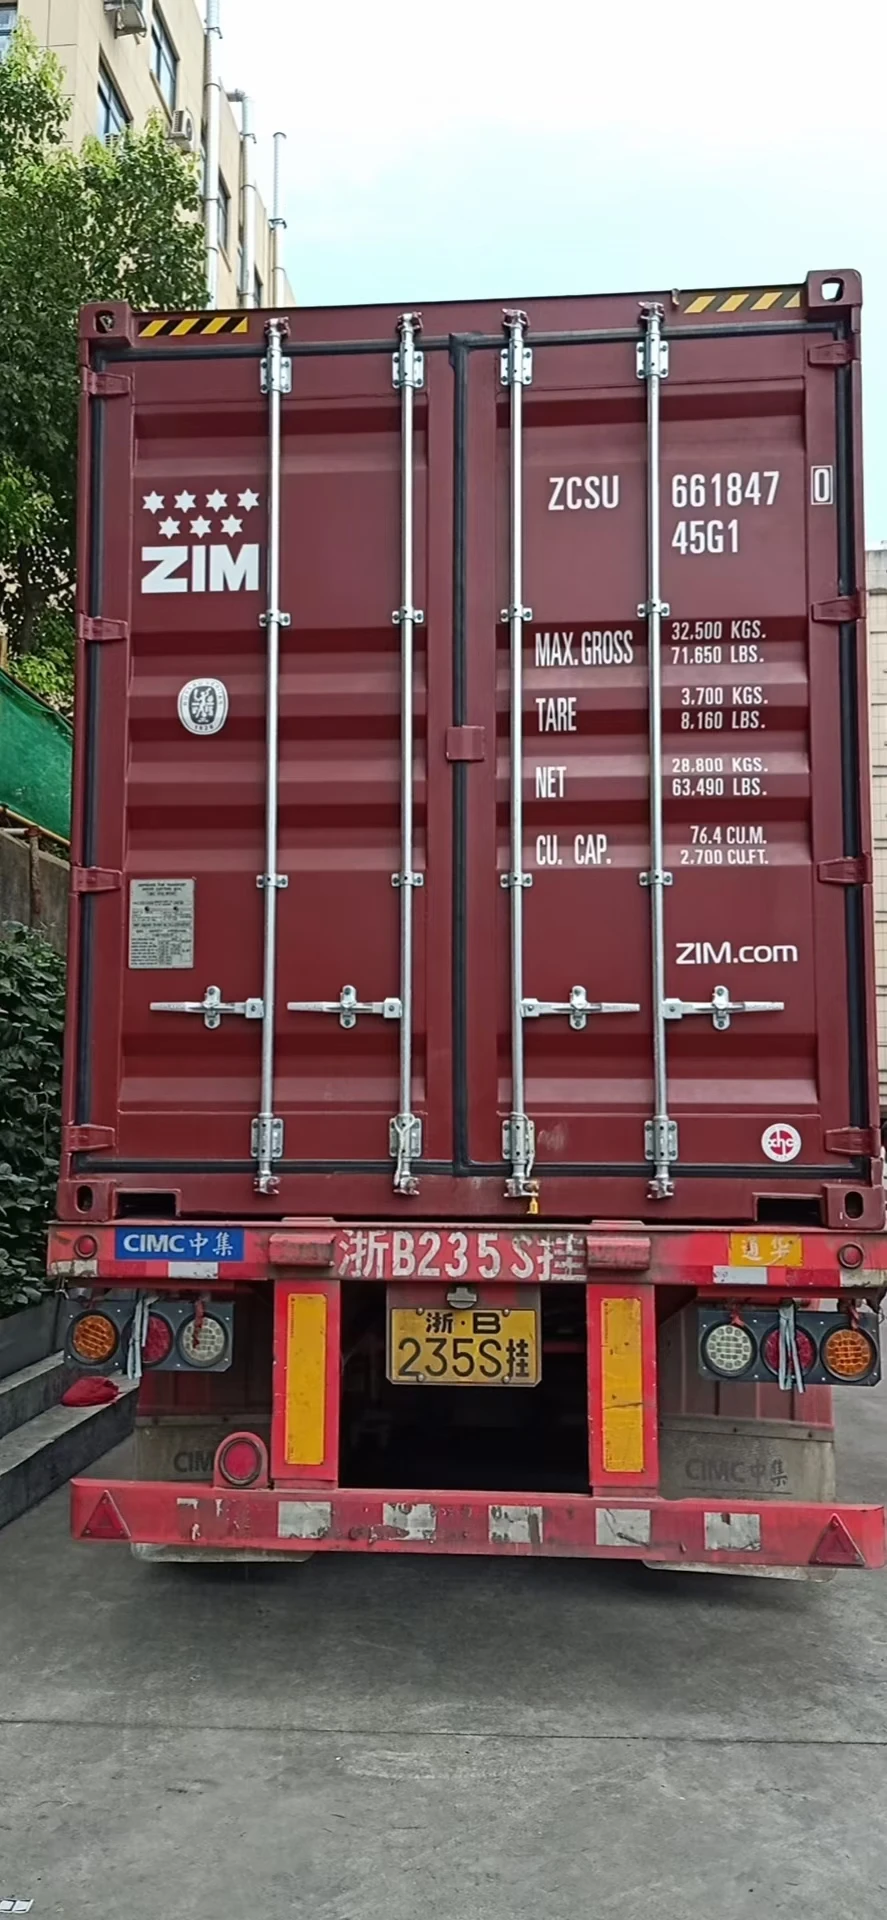 ZIM
ZCSU 661847 0
45G1
MAX. GROSS 32.500 KGS.
71.650 LBS.
TARE 3.700 KGS.
8.160 LBS.
NET 28.800 KGS.
63.490 LBS.
CU. CAP. 76.4 CU.M.
2.700 CU.FT.
ZIM.com
CIMC中集
浙B235S挂
通华
浙·B
235S挂
CIM
CIMC中集